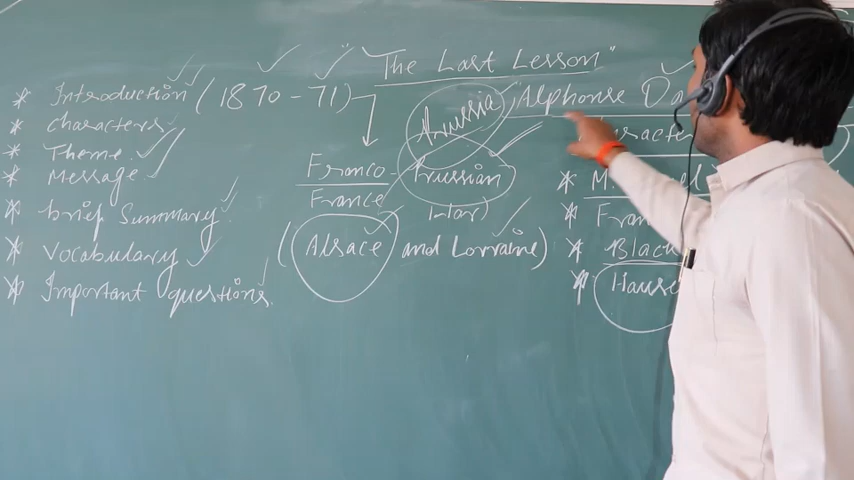 "The Last Lesson"
* Introduction (1870 - 71)
* Characters
* Theme
* Message
* brief Summary
* Vocabulary
* Important questions.
Prussia
Franco - Prussian
France War)
(Alsace and Lorraine)
Alphonse
*
*
* Black
*